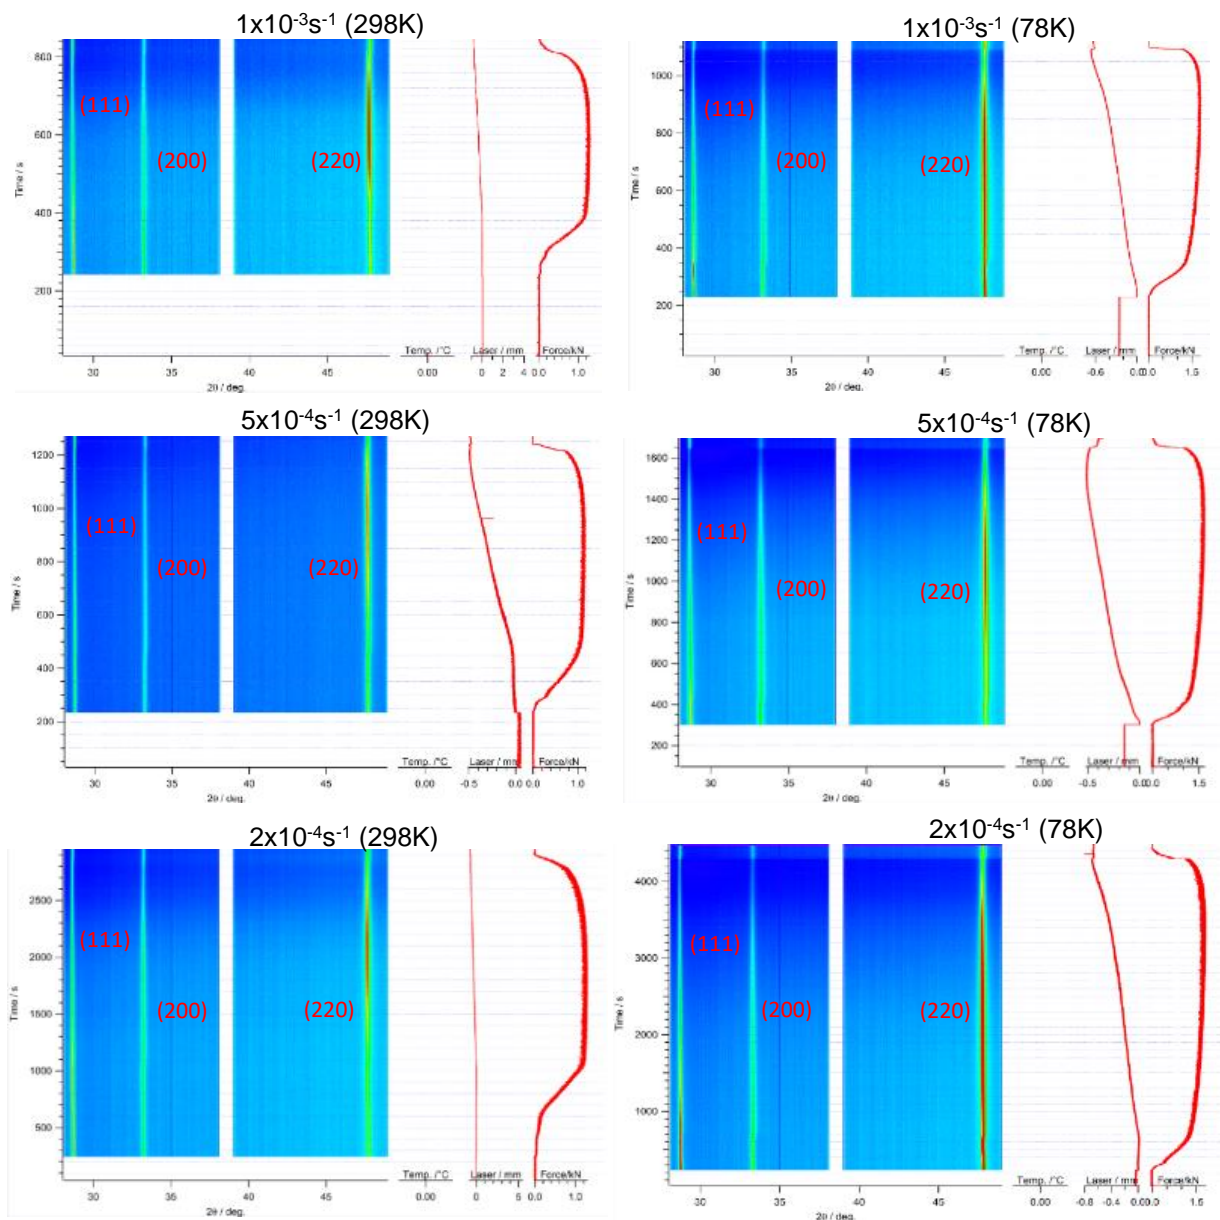 1x10⁻³s⁻¹ (298K)
800
600
400
200
Time / s
(111)
(200)
(220)
30
35
45
2θ / deg.
Temp. /°C
0.00
Laser / mm
0 2 4
Force/kN
0.0 1.0
1x10⁻³s⁻¹ (78K)
1000
800
600
400
200
Time / s
(111)
(200)
(220)
30
35
40
45
2θ / deg.
Temp. /°C
0.00
Laser / mm
-0.6 0.0
Force/kN
0.0 1.5
5x10⁻⁴s⁻¹ (298K)
1200
1000
800
600
400
200
Time / s
(111)
(200)
(220)
30
35
45
2θ / deg.
Temp. /°C
0.00
Laser / mm
-0.5 0.0
Force/kN
0.0 1.0
5x10⁻⁴s⁻¹ (78K)
1600
1400
1200
1000
800
600
400
200
Time / s
(111)
(200)
(220)
30
35
40
45
2θ / deg.
Temp. /°C
0.00
Laser / mm
-0.5 0.0
Force/kN
0.0 1.5
2x10⁻⁴s⁻¹ (298K)
2500
2000
1500
1000
500
Time / s
(111)
(200)
(220)
30
35
45
2θ / deg.
Temp. /°C
0.00
Laser / mm
0 5
Force/kN
0.0 1.0
2x10⁻⁴s⁻¹ (78K)
4000
3000
2000
1000
Time / s
(111)
(200)
(220)
30
35
40
45
2θ / deg.
Temp. /°C
0.00
Laser / mm
-0.8 -0.4 0.0
Force/kN
0.0 1.5